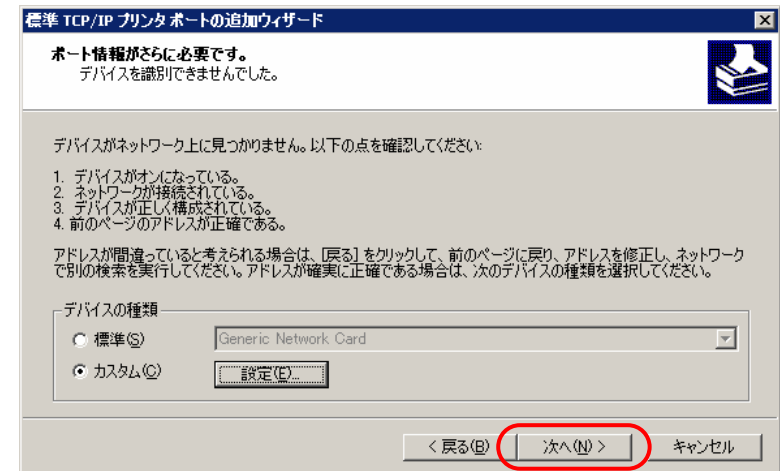 標準 TCP/IP プリンタ ポートの追加ウィザード
ポート情報がさらに必要です。
デバイスを識別できませんでした。
デバイスがネットワーク上に見つかりません。以下の点を確認してください:
1. デバイスがオンになっている。
2. ネットワークが接続されている。
3. デバイスが正しく構成されている。
4. 前のページのアドレスが正確である。
アドレスが間違っていると考えられる場合は、[戻る] をクリックして、前のページに戻り、アドレスを修正し、ネットワーク
で別の検索を実行してください。アドレスが確実に正確である場合は、次のデバイスの種類を選択してください。
デバイスの種類
標準(S) Generic Network Card
カスタム(C) 設定(E)...
< 戻る(B) 次へ(N) > キャンセル